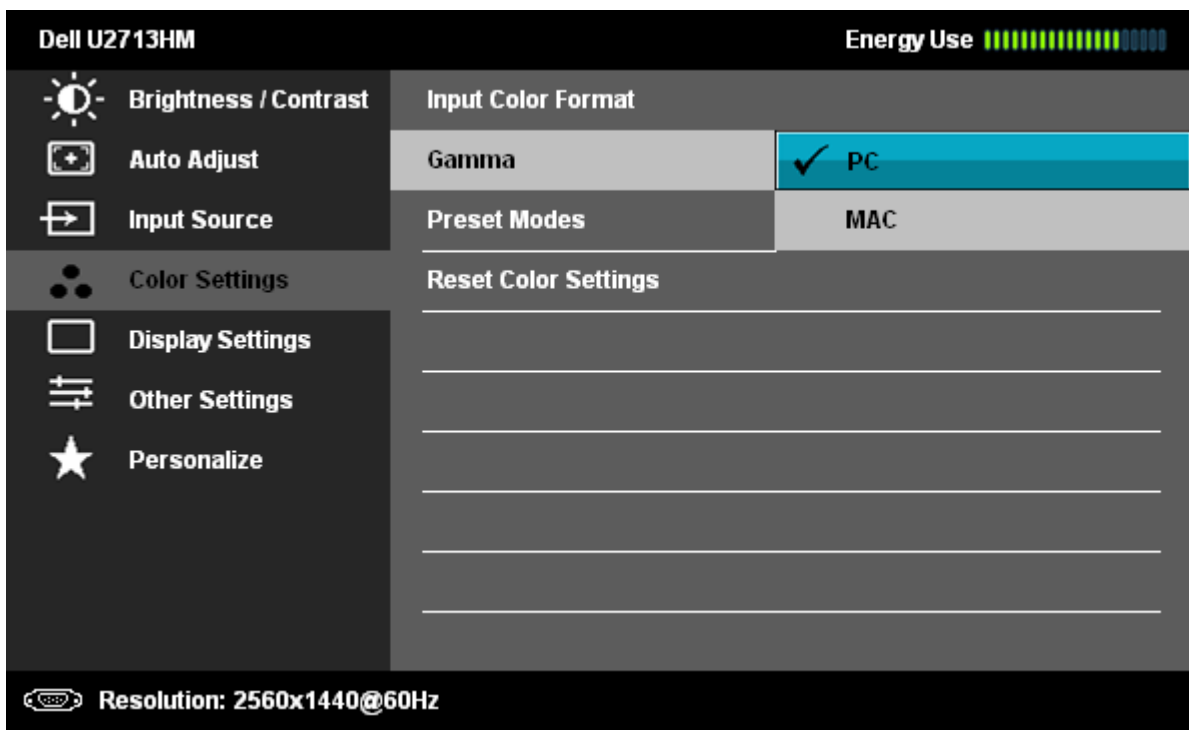 Dell U2713HM Energy Use
Brightness / Contrast Input Color Format
Auto Adjust Gamma PC
Input Source Preset Modes MAC
Color Settings Reset Color Settings
Display Settings
Other Settings
Personalize
Resolution: 2560x1440@60Hz